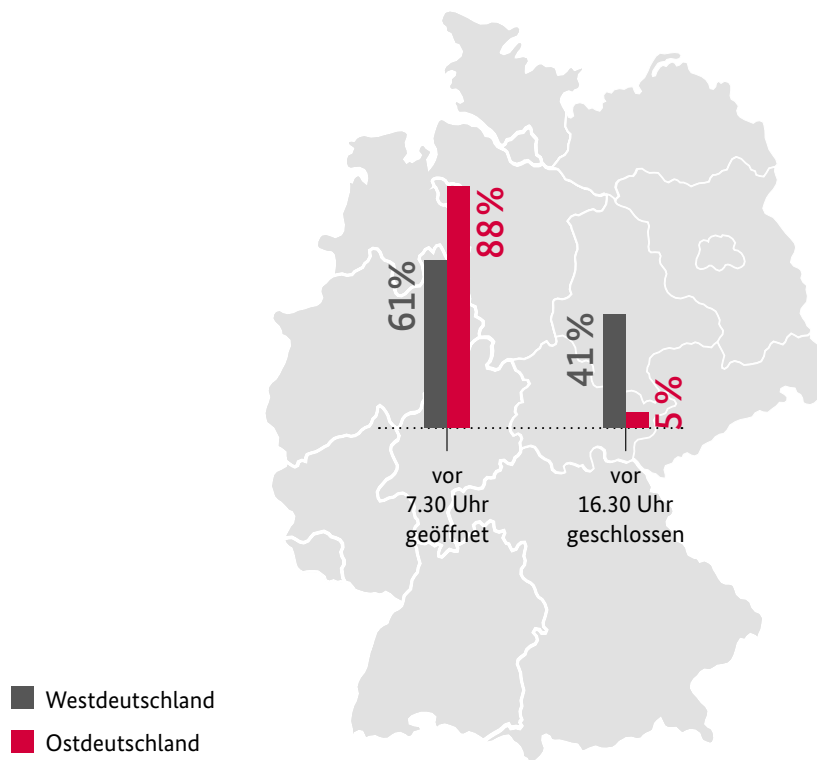 88 %
61 %
41 %
5 %
vor
7.30 Uhr
geöffnet
vor
16.30 Uhr
geschlossen
Westdeutschland
Ostdeutschland